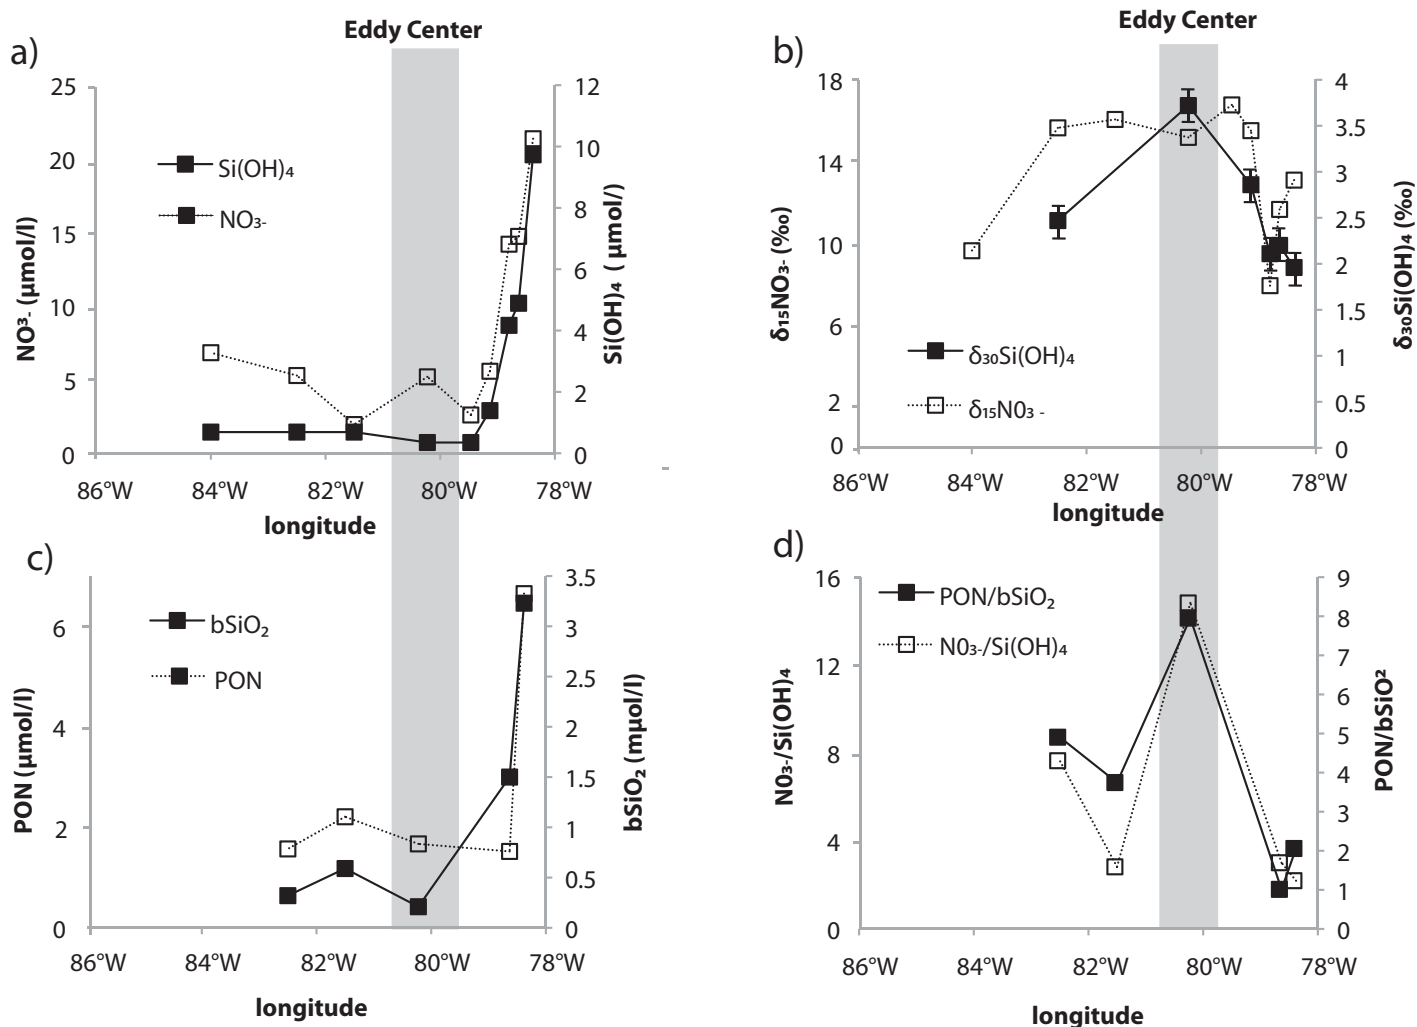 Eddy Center
a)
25
20
15
10
5
0
12
10
8
6
4
2
0
Si(OH)₄
NO₃-
NO³- (μmol/l)
Si(OH)₄ ( μmol/)
86°W 84°W 82°W 80°W 78°W
longitude
Eddy Center
b)
18
14
10
6
2
0
4
3.5
3
2.5
2
1.5
1
0.5
0
δ₃₀Si(OH)₄
δ₁₅N0₃ -
δ₁₅NO₃- (‰)
δ₃₀Si(OH)₄ (‰)
86°W 84°W 82°W 80°W 78°W
longitude
c)
6
4
2
0
3.5
3
2.5
2
1.5
1
0.5
0
bSiO₂
PON
PON (μmol/l)
bSiO₂ (mμol/l)
86°W 84°W 82°W 80°W 78°W
longitude
d)
16
12
8
4
0
9
8
7
6
5
4
3
2
1
0
PON/bSiO₂
N0₃-/Si(OH)₄
N0₃-/Si(OH)₄
PON/bSiO²
86°W 84°W 82°W 80°W 78°W
longitude